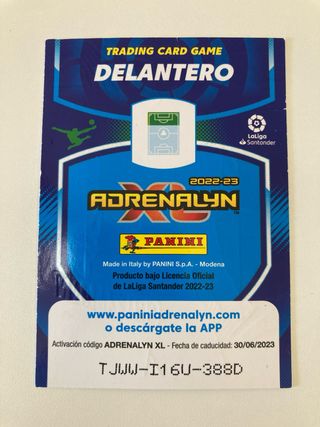 TRADING CARD GAME
DELANTERO
LaLiga
Santander
2022-23
ADRENALYN
XL™
PANINI
Made in Italy by PANINI S.p.A. - Modena
Producto bajo Licencia Oficial
de LaLiga Santander 2022-23
www.paniniadrenalyn.com
o descárgate la APP
Activación código ADRENALYN XL - Fecha de caducidad: 30/06/2023
TJWW-I16U-388D